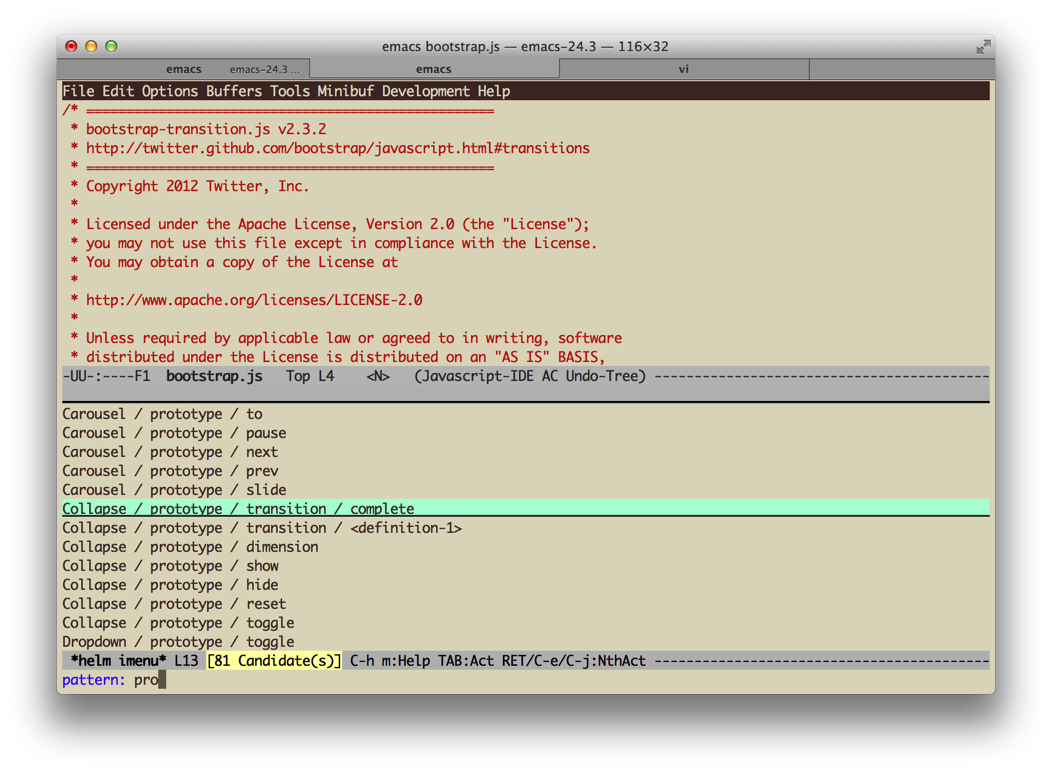 emacs bootstrap.js — emacs-24.3 — 116×32
emacs emacs-24.3 ... emacs vi
File Edit Options Buffers Tools Minibuf Development Help
/* ===================================================
 * bootstrap-transition.js v2.3.2
 * http://twitter.github.com/bootstrap/javascript.html#transitions
 * ===================================================
 * Copyright 2012 Twitter, Inc.
 *
 * Licensed under the Apache License, Version 2.0 (the "License");
 * you may not use this file except in compliance with the License.
 * You may obtain a copy of the License at
 *
 * http://www.apache.org/licenses/LICENSE-2.0
 *
 * Unless required by applicable law or agreed to in writing, software
 * distributed under the License is distributed on an "AS IS" BASIS,
-UU-:----F1  bootstrap.js   Top L4    <N>   (Javascript-IDE AC Undo-Tree) ------------------------------------------
Carousel / prototype / to
Carousel / prototype / pause
Carousel / prototype / next
Carousel / prototype / prev
Carousel / prototype / slide
Collapse / prototype / transition / complete
Collapse / prototype / transition / <definition-1>
Collapse / prototype / dimension
Collapse / prototype / show
Collapse / prototype / hide
Collapse / prototype / reset
Collapse / prototype / toggle
Dropdown / prototype / toggle
 *helm imenu* L13 [81 Candidate(s)] C-h m:Help TAB:Act RET/C-e/C-j:NthAct ------------------------------------------
pattern: pro